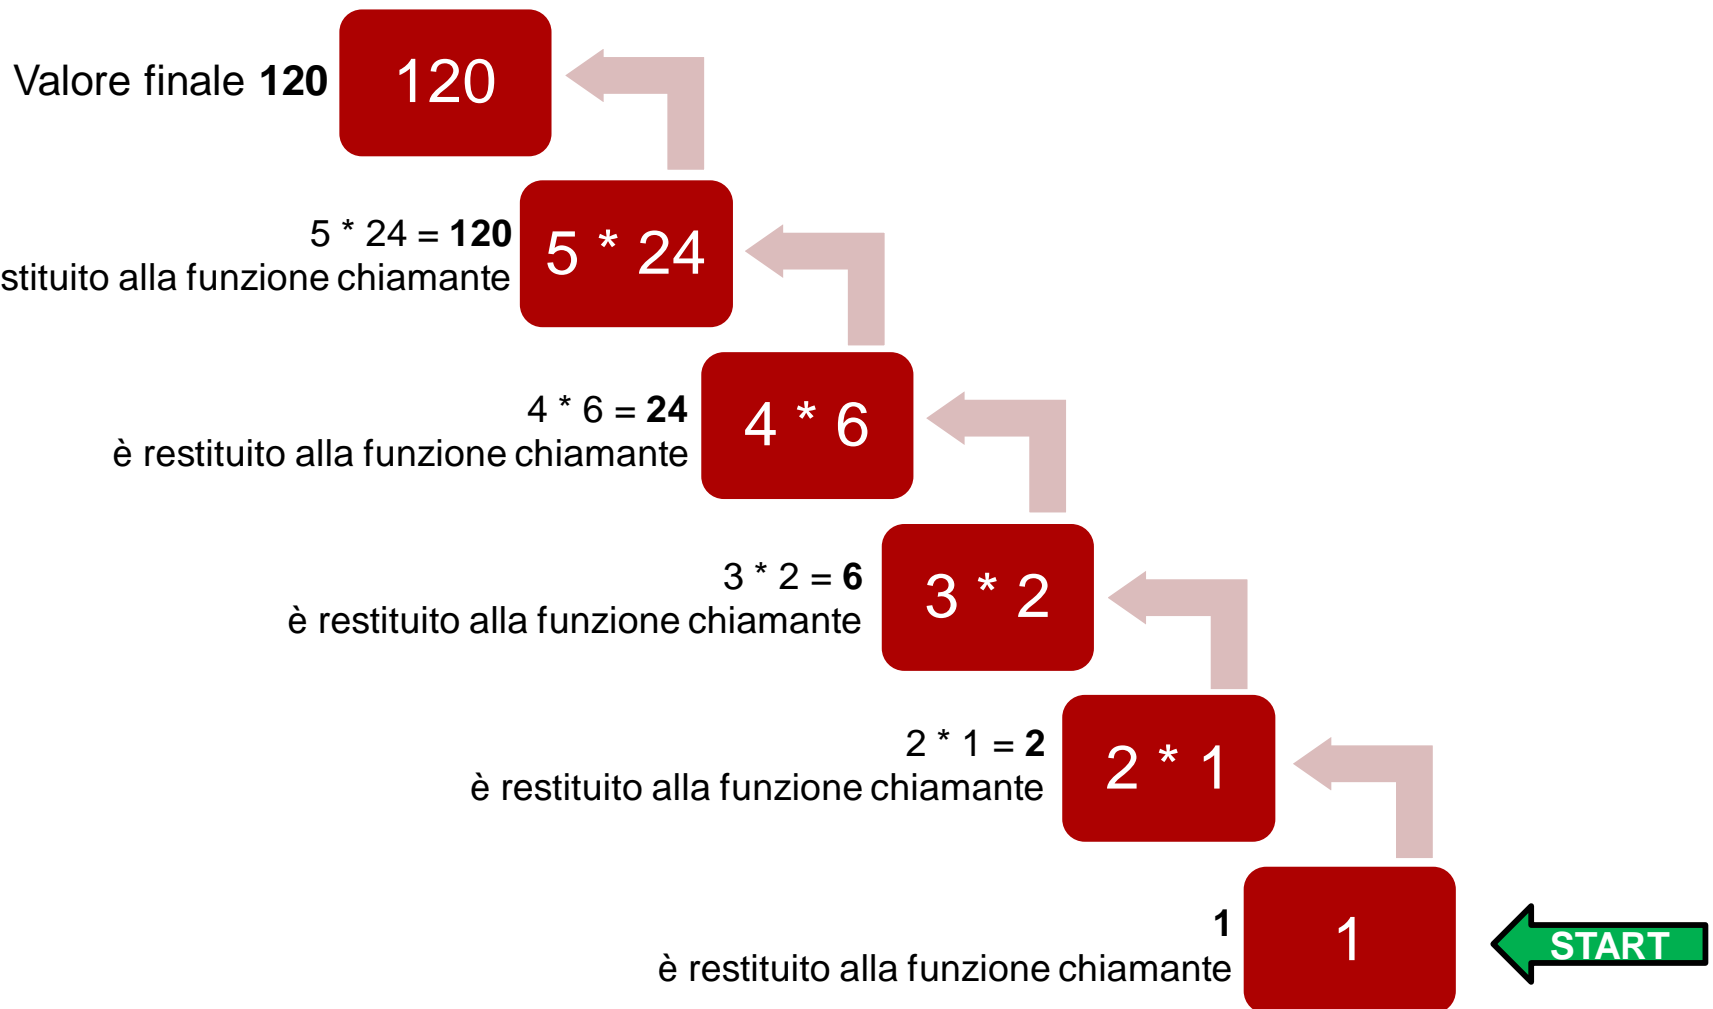 Valore finale 120
120
5 * 24 = 120
stituito alla funzione chiamante
5 * 24
4 * 6 = 24
è restituito alla funzione chiamante
4 * 6
3 * 2 = 6
è restituito alla funzione chiamante
3 * 2
2 * 1 = 2
è restituito alla funzione chiamante
2 * 1
1
è restituito alla funzione chiamante
1
START